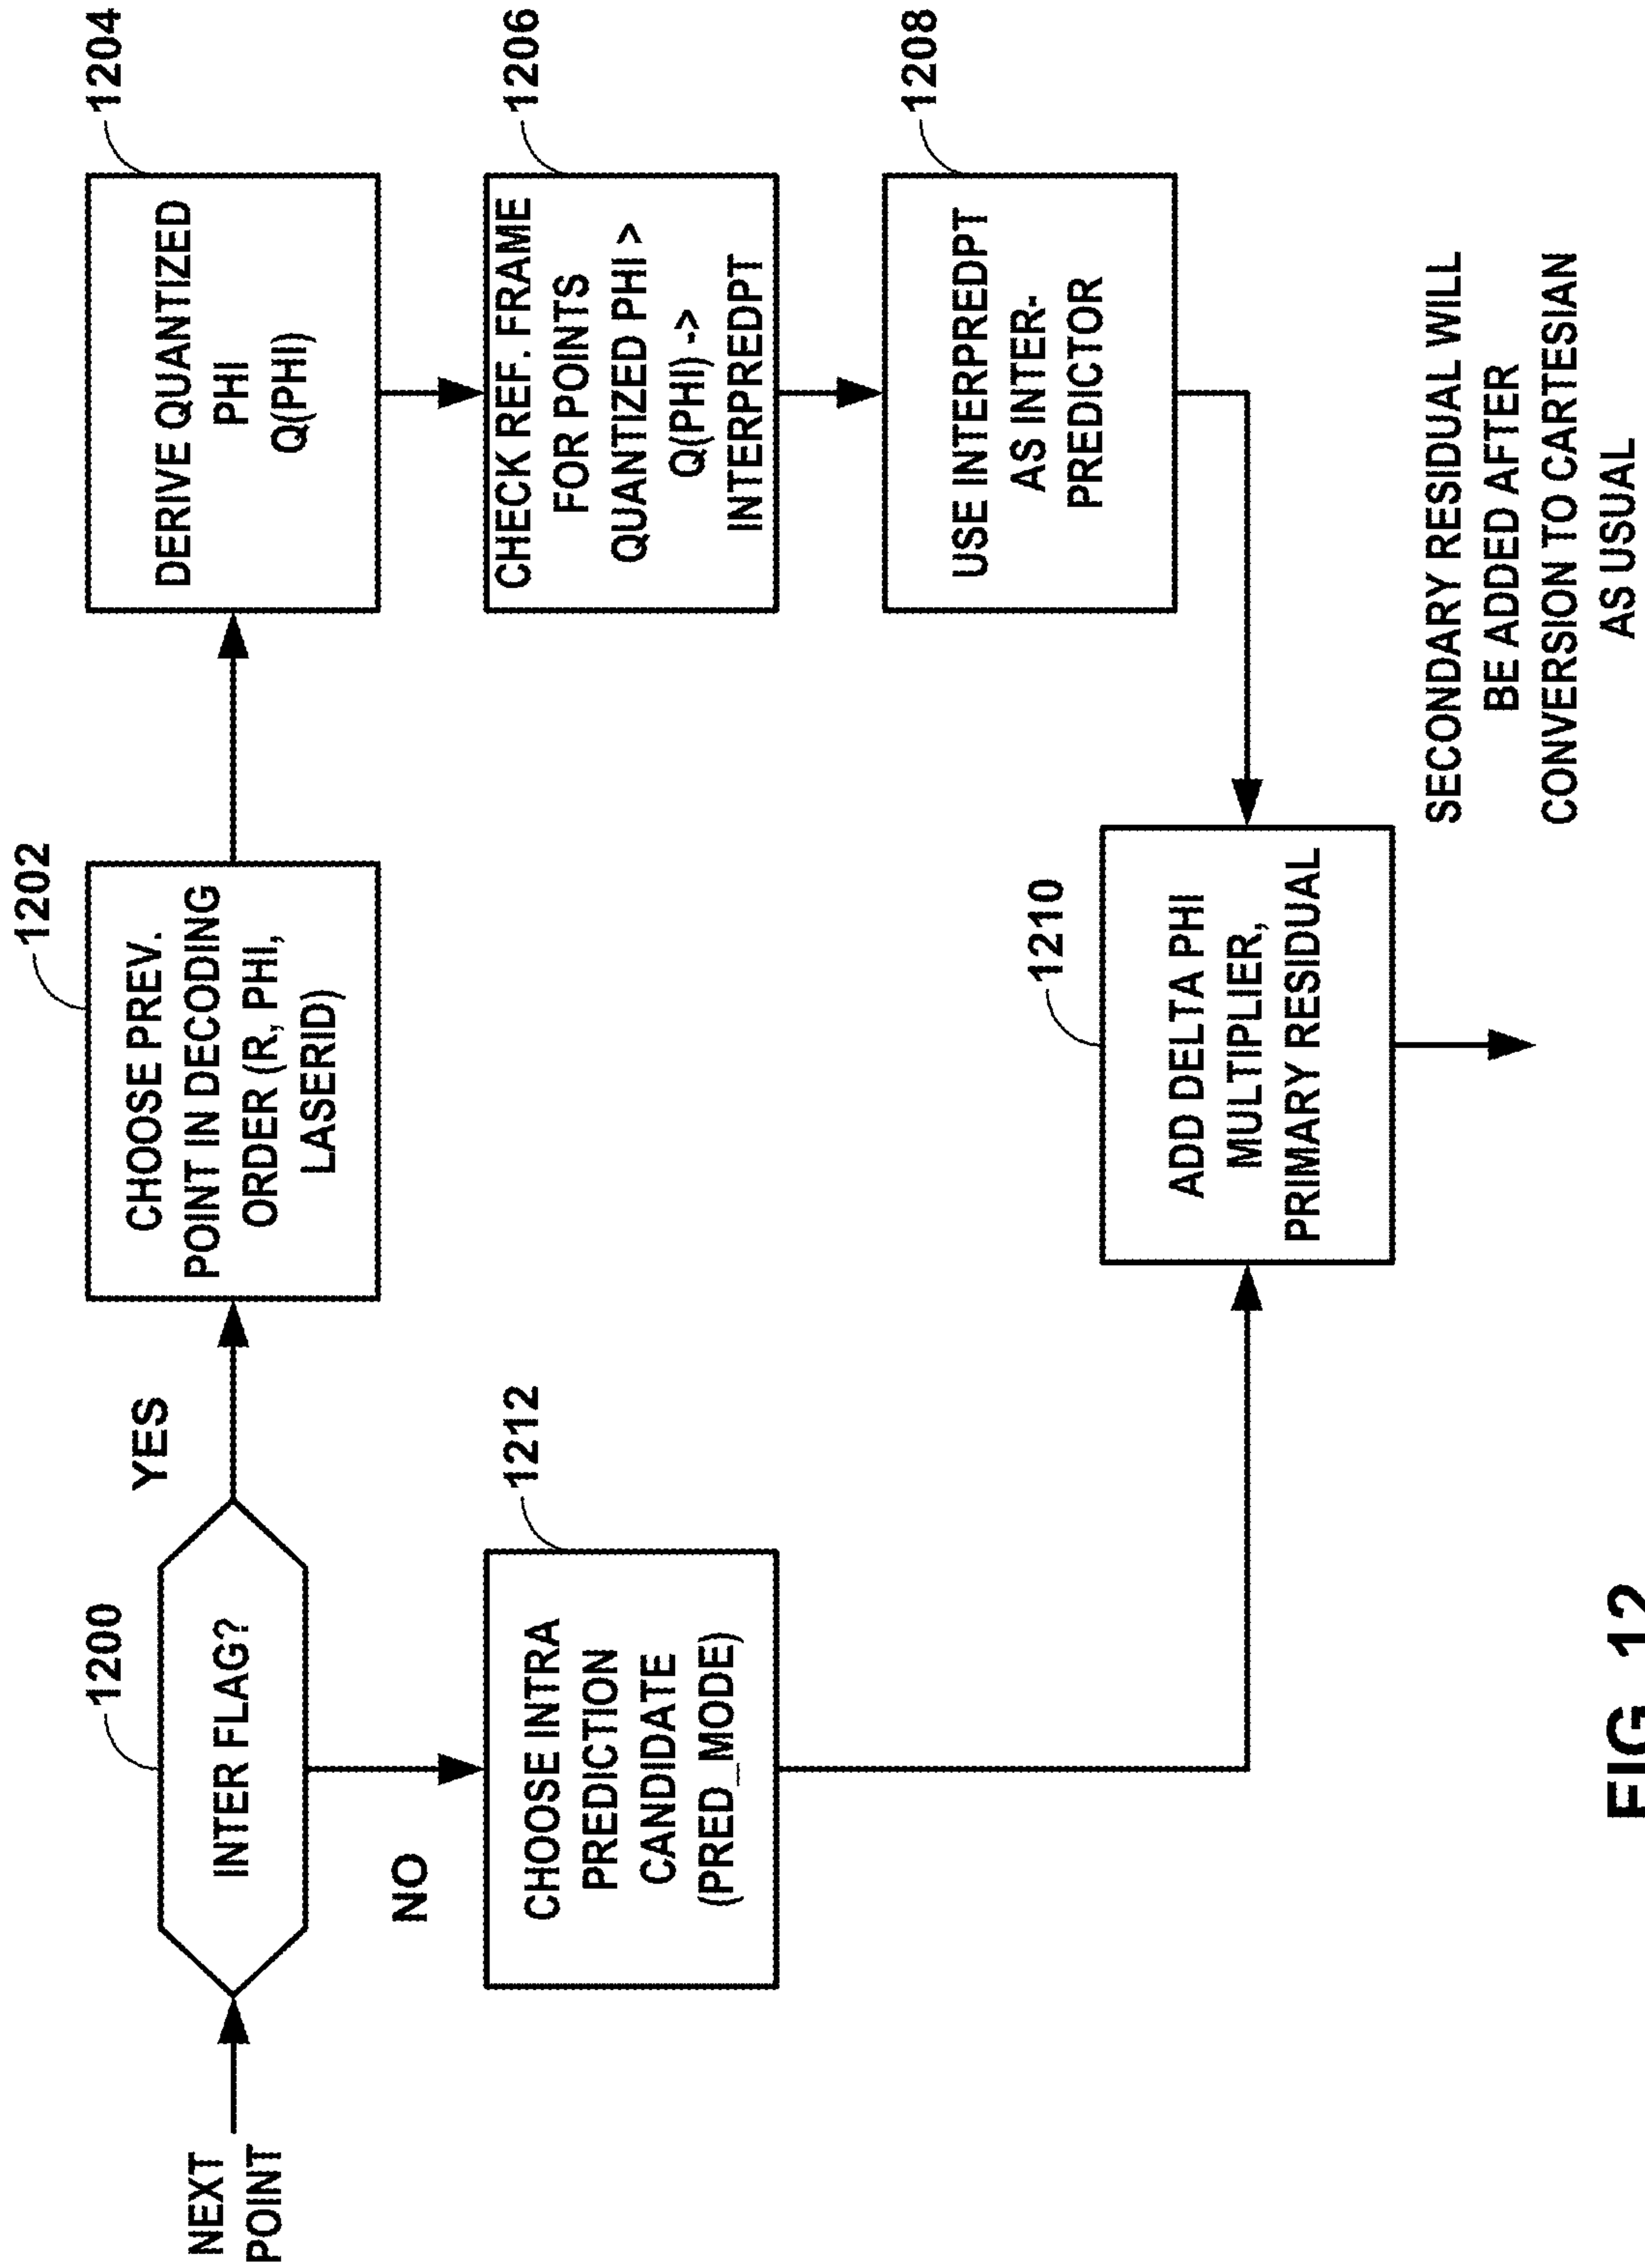 NEXT
POINT
1200
INTER FLAG?
YES
NO
1202
CHOOSE PREV.
POINT IN DECODING
ORDER (R, PHI,
LASERID)
1204
DERIVE QUANTIZED
PHI
Q(PHI)
1206
CHECK REF. FRAME
FOR POINTS
QUANTIZED PHI >
Q(PHI) ->
INTERPREDPT
1208
USE INTERPREDPT
AS INTER-
PREDICTOR
1212
CHOOSE INTRA
PREDICTION
CANDIDATE
(PRED_MODE)
1210
ADD DELTA PHI
MULTIPLIER,
PRIMARY RESIDUAL
SECONDARY RESIDUAL WILL
BE ADDED AFTER
CONVERSION TO CARTESIAN
AS USUAL
FIG. 12